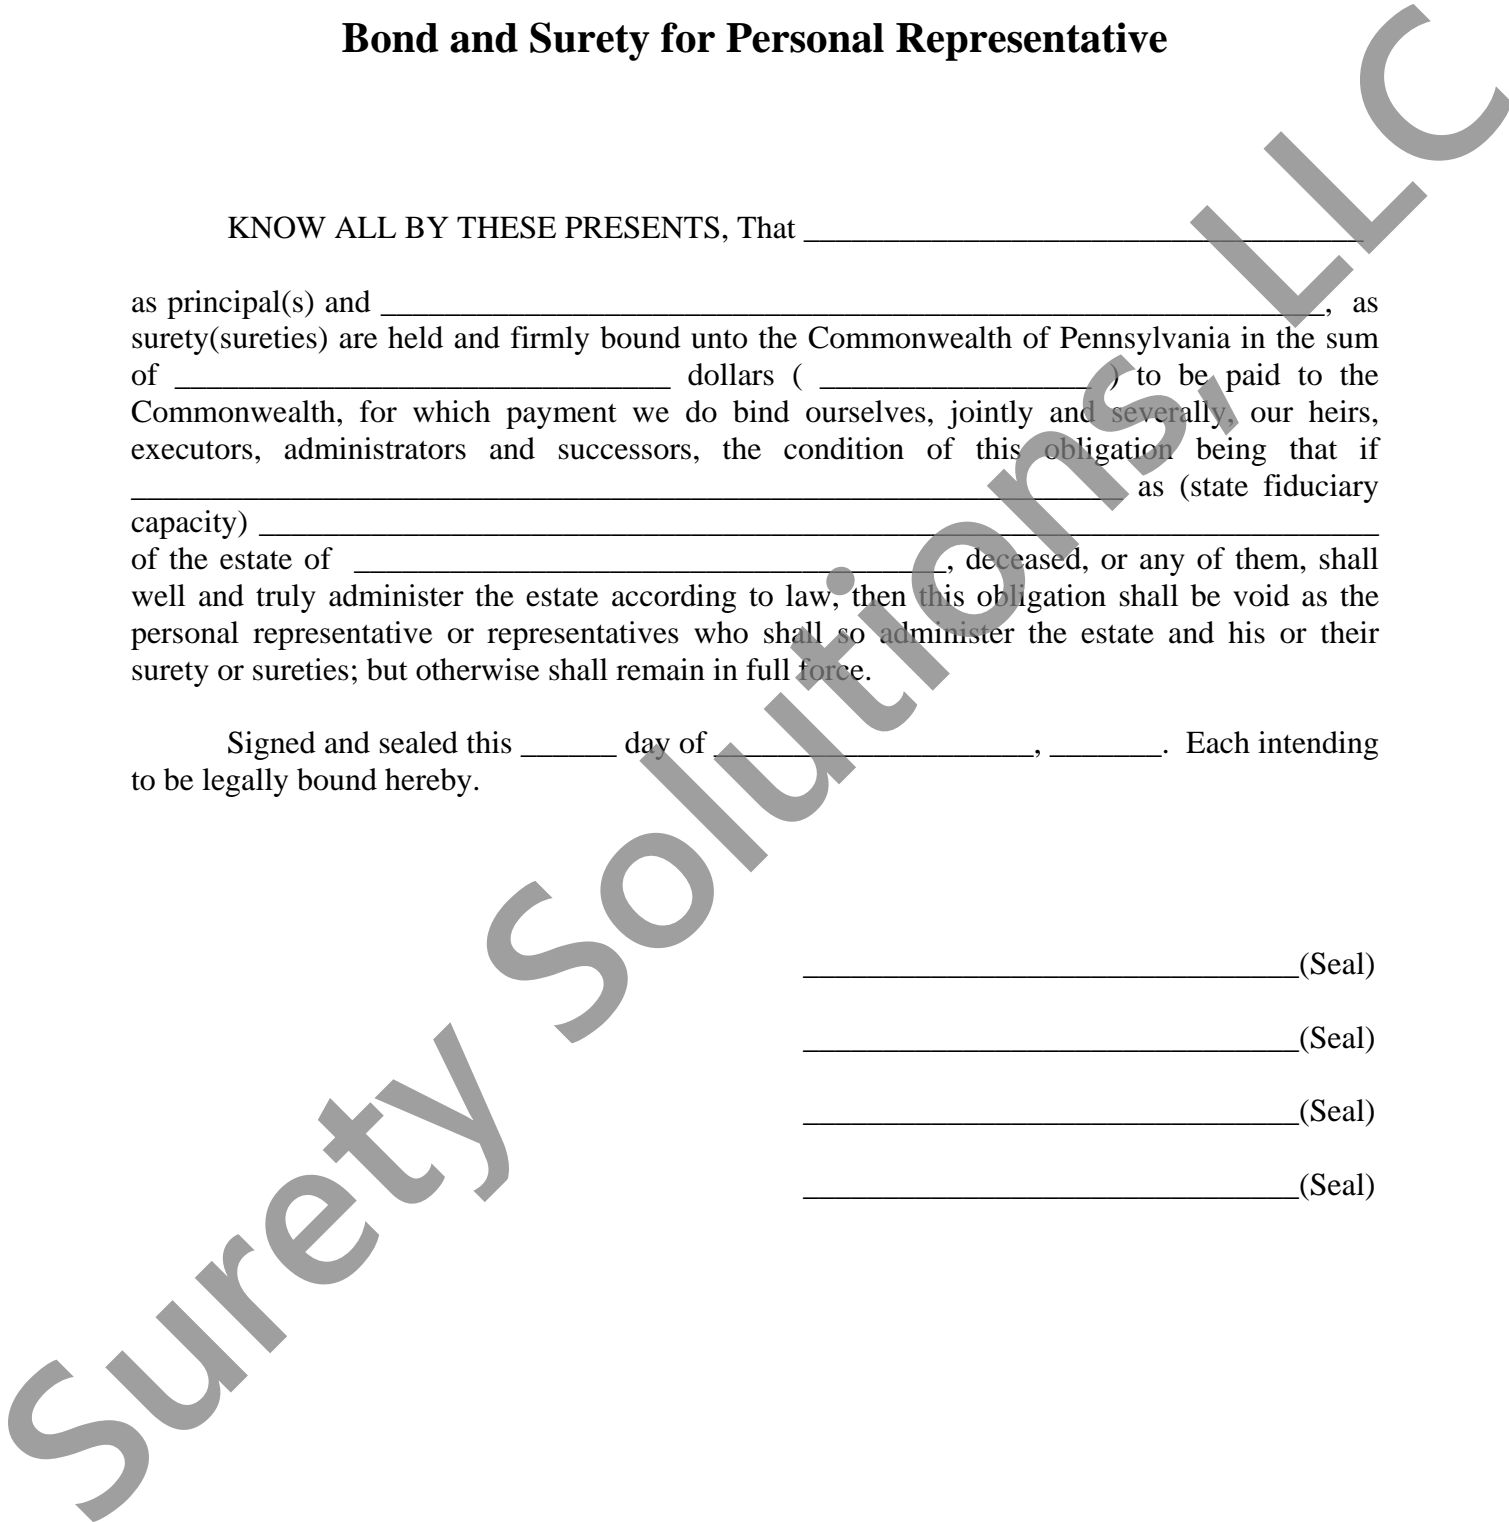 Bond and Surety for Personal Representative
KNOW ALL BY THESE PRESENTS, That ___________________________________
as principal(s) and ___________________________________________________________, as
surety(sureties) are held and firmly bound unto the Commonwealth of Pennsylvania in the sum
of _______________________________ dollars ( _________________ ) to be paid to the
Commonwealth, for which payment we do bind ourselves, jointly and severally, our heirs,
executors, administrators and successors, the condition of this obligation being that if
______________________________________________________________ as (state fiduciary
capacity) ______________________________________________________________________
of the estate of _____________________________________, deceased, or any of them, shall
well and truly administer the estate according to law, then this obligation shall be void as the
personal representative or representatives who shall so administer the estate and his or their
surety or sureties; but otherwise shall remain in full force.
Signed and sealed this ______ day of ____________________, _______. Each intending
to be legally bound hereby.
_______________________________(Seal)
_______________________________(Seal)
_______________________________(Seal)
_______________________________(Seal)
Surety Solutions, LLC